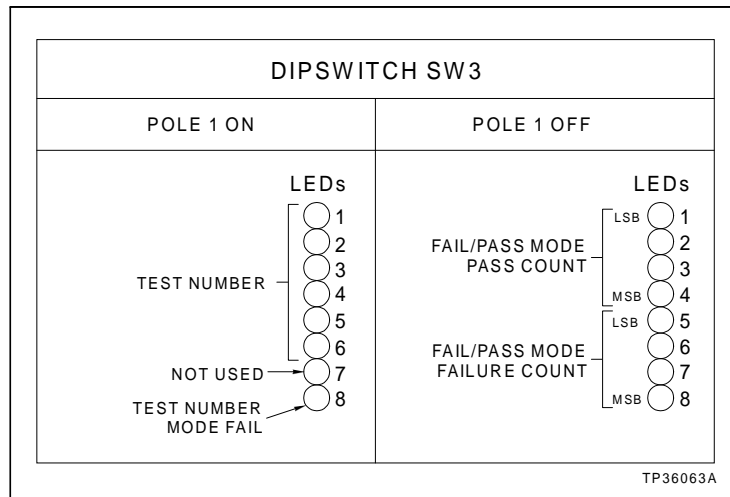 DIPSWITCH SW3
POLE 1 ON
POLE 1 OFF
LEDs
1
2
3
4
5
6
7
8
TEST NUMBER
NOT USED
TEST NUMBER
MODE FAIL
LEDs
LSB 1
2
3
MSB 4
LSB 5
6
7
MSB 8
FAIL/PASS MODE
PASS COUNT
FAIL/PASS MODE
FAILURE COUNT
TP36063A